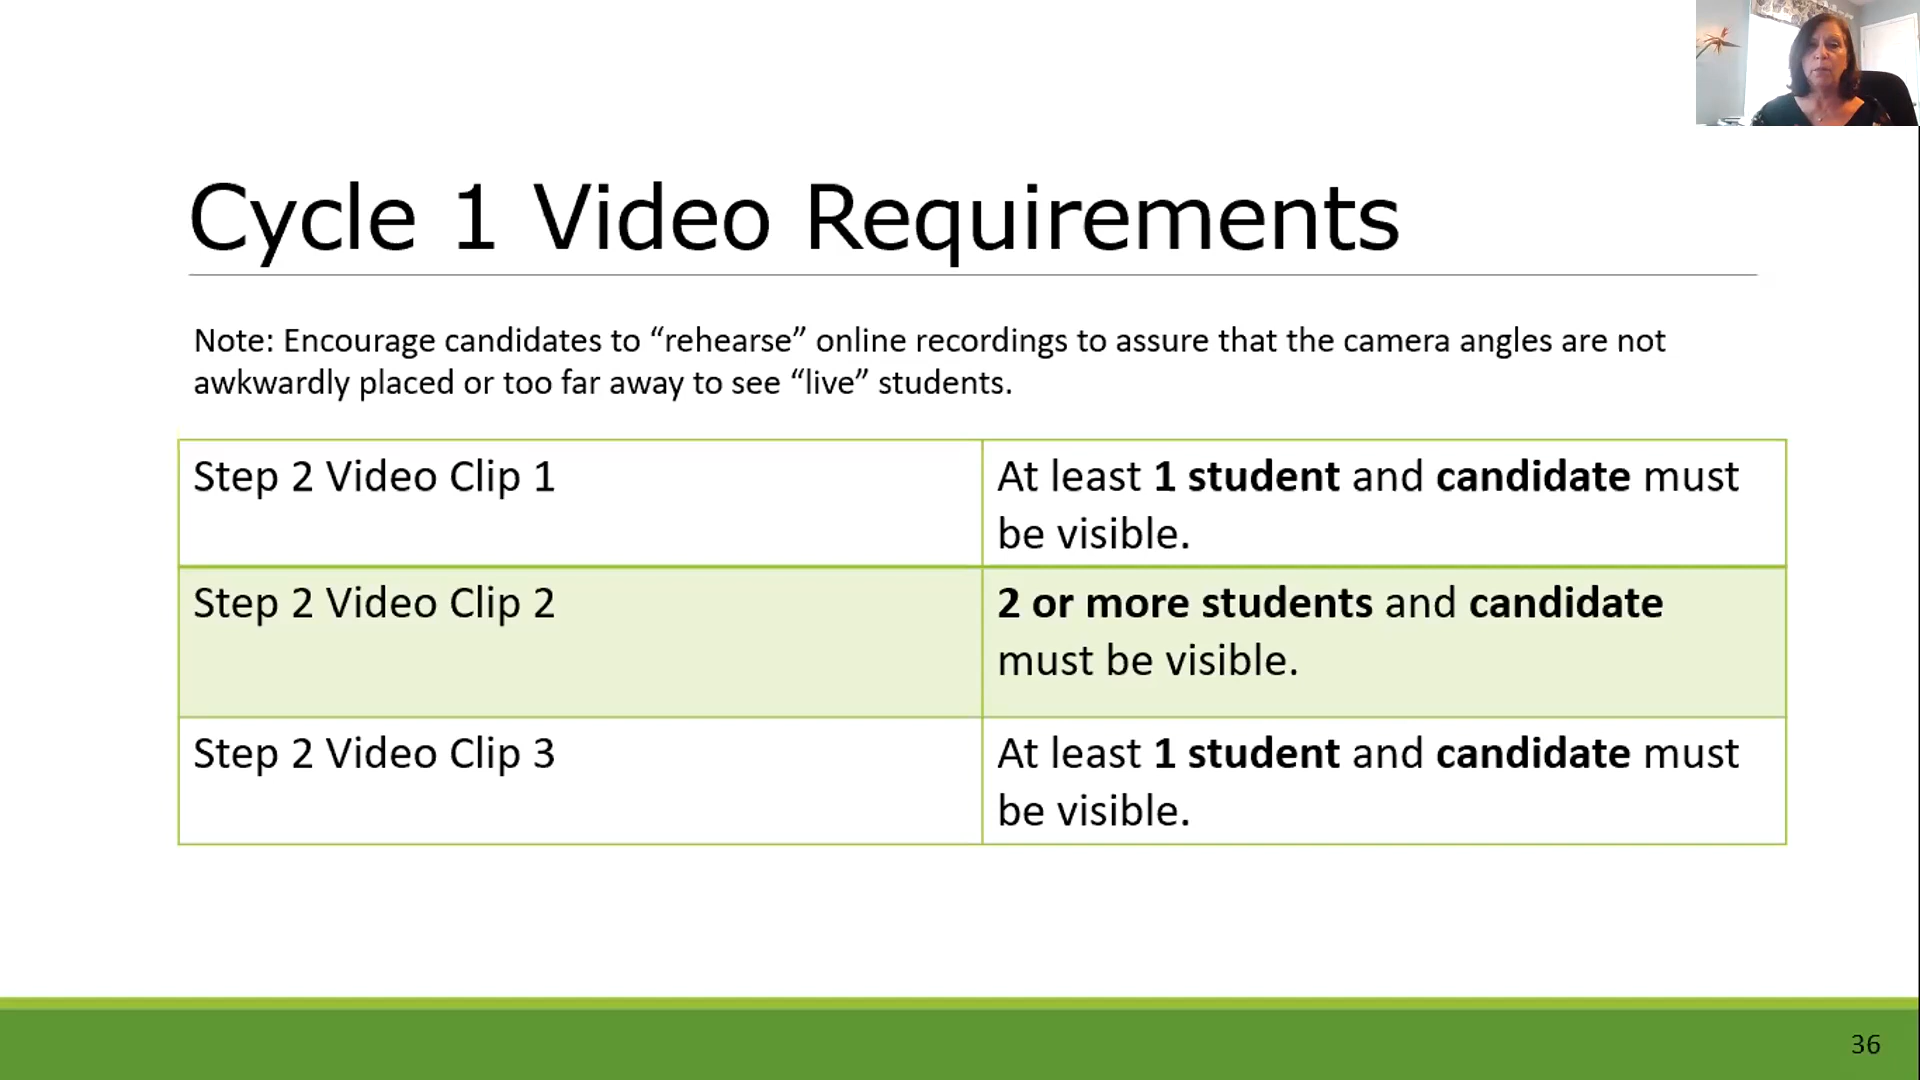 Cycle 1 Video Requirements
Note: Encourage candidates to “rehearse” online recordings to assure that the camera angles are not
awkwardly placed or too far away to see “live” students.
Step 2 Video Clip 1
At least 1 student and candidate must
be visible.
Step 2 Video Clip 2
2 or more students and candidate
must be visible.
Step 2 Video Clip 3
At least 1 student and candidate must
be visible.
36